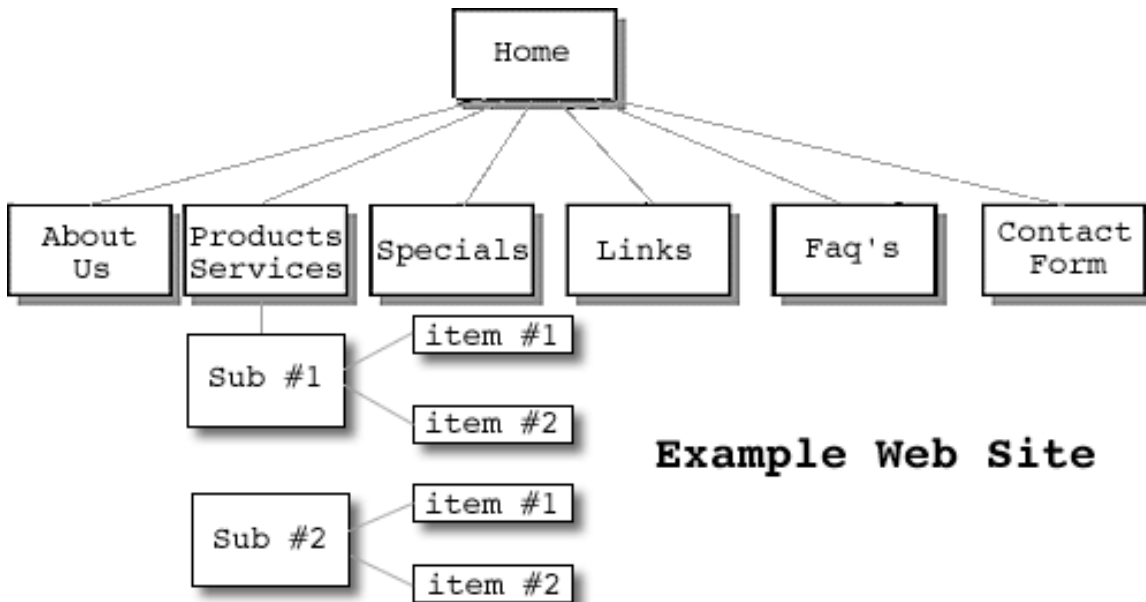 Home
About
Us
Products
Services
Specials
Links
Faq's
Contact
Form
Sub #1
item #1
item #2
Example Web Site
Sub #2
item #1
item #2